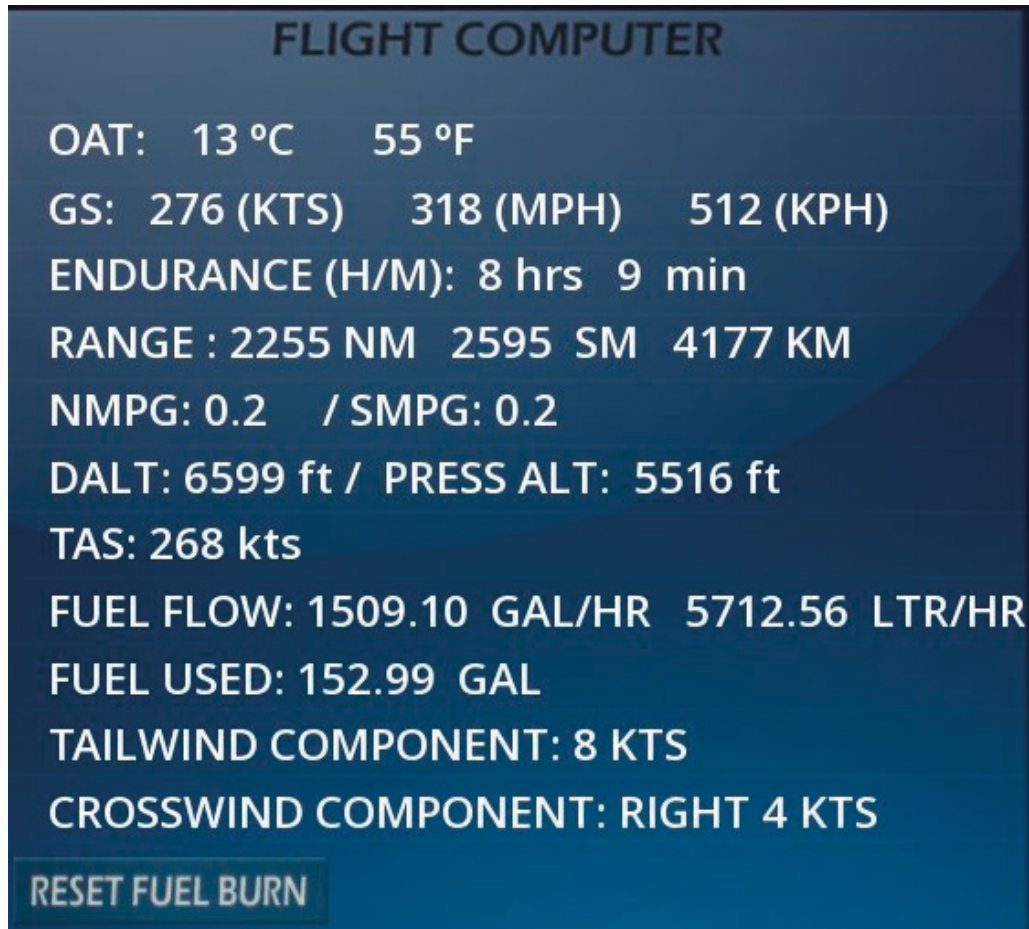 FLIGHT COMPUTER
OAT: 13 ºC 55 ºF
GS: 276 (KTS) 318 (MPH) 512 (KPH)
ENDURANCE (H/M): 8 hrs 9 min
RANGE : 2255 NM 2595 SM 4177 KM
NMPG: 0.2 / SMPG: 0.2
DALT: 6599 ft / PRESS ALT: 5516 ft
TAS: 268 kts
FUEL FLOW: 1509.10 GAL/HR 5712.56 LTR/HR
FUEL USED: 152.99 GAL
TAILWIND COMPONENT: 8 KTS
CROSSWIND COMPONENT: RIGHT 4 KTS
RESET FUEL BURN